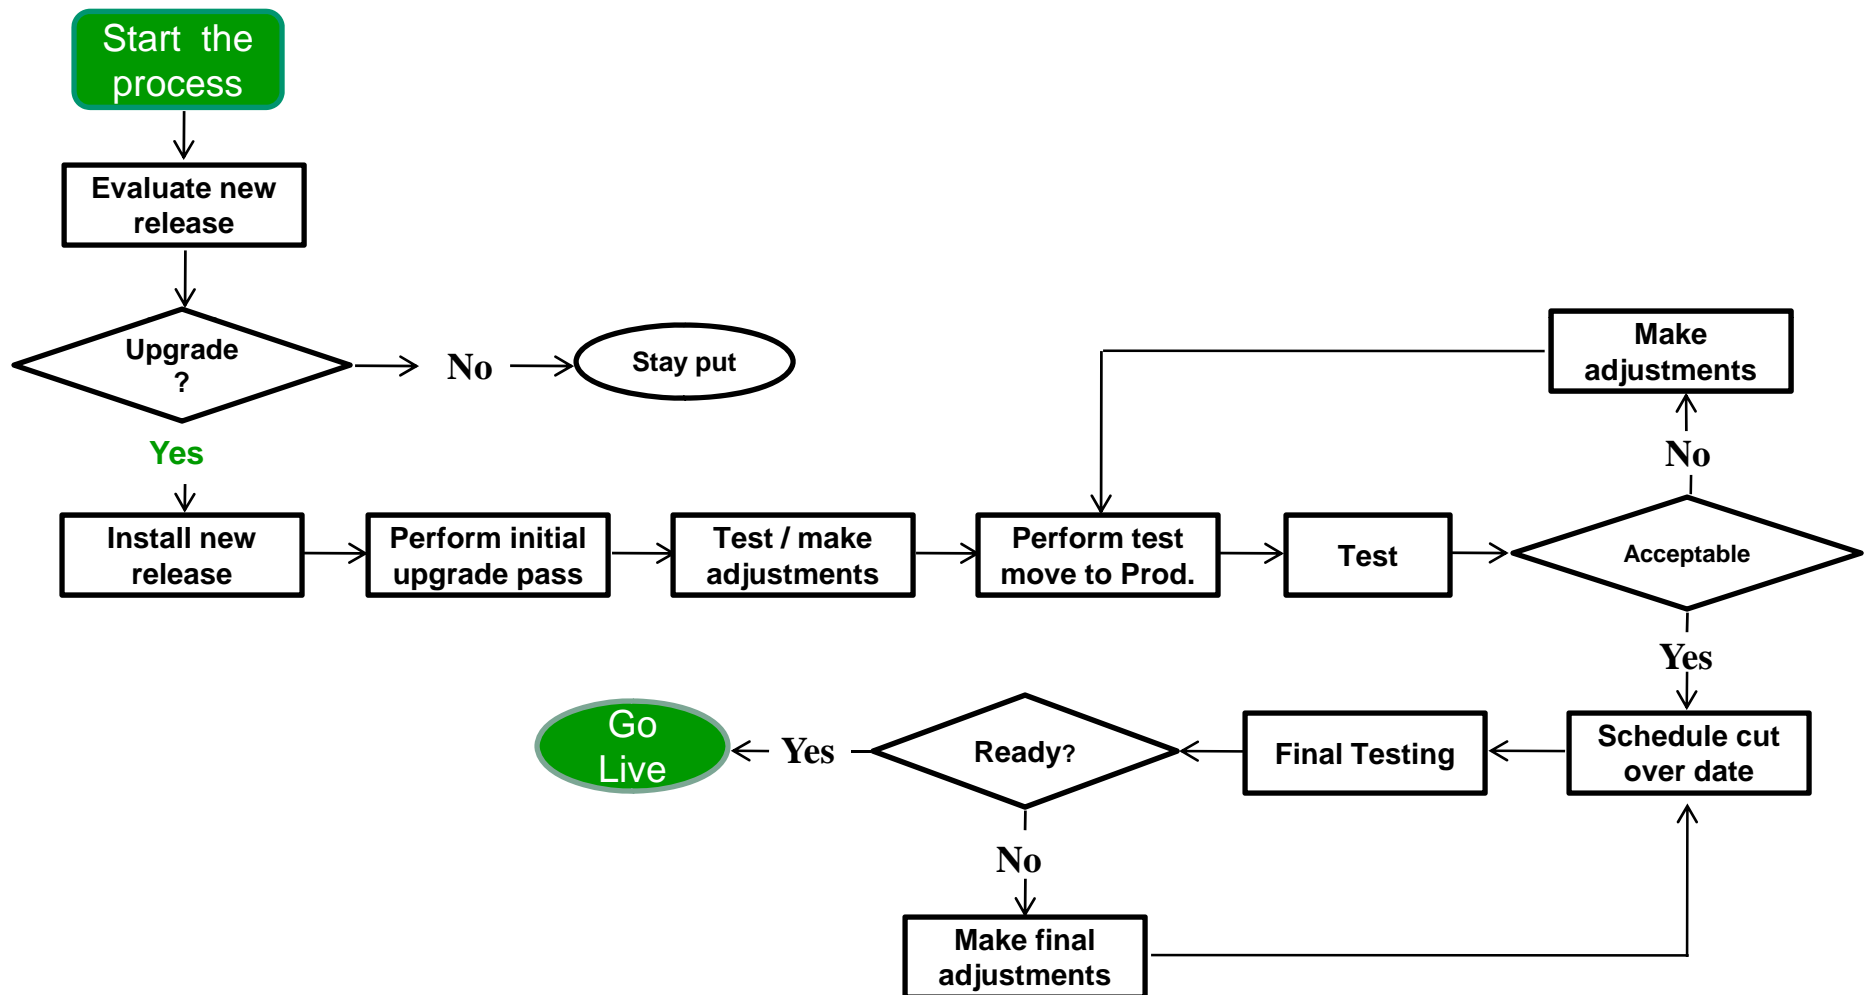 Start the
process
Evaluate new
release
Upgrade
?
No
Stay put
Yes
Make
adjustments
No
Install new
release
Perform initial
upgrade pass
Test / make
adjustments
Perform test
move to Prod.
Test
Acceptable
Yes
Schedule cut
over date
Final Testing
Ready?
Yes
Go
Live
No
Make final
adjustments